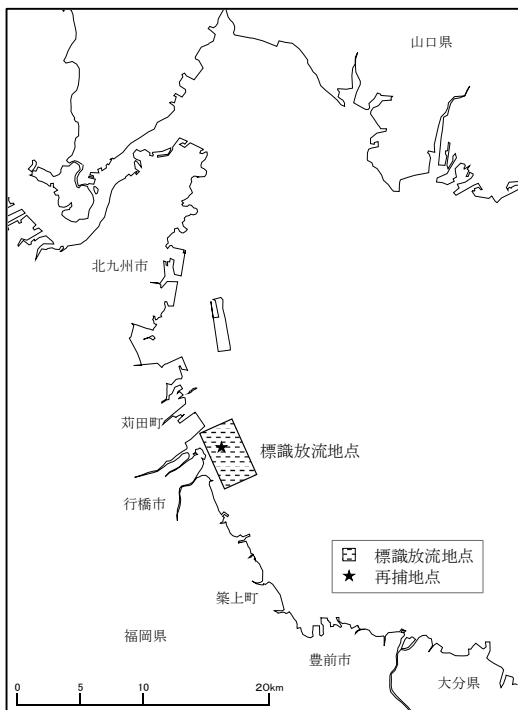 山口県
北九州市
苅田町
標識放流地点
行橋市
標識放流地点
再捕地点
築上町
福岡県
豊前市
大分県
0 5 10 20km